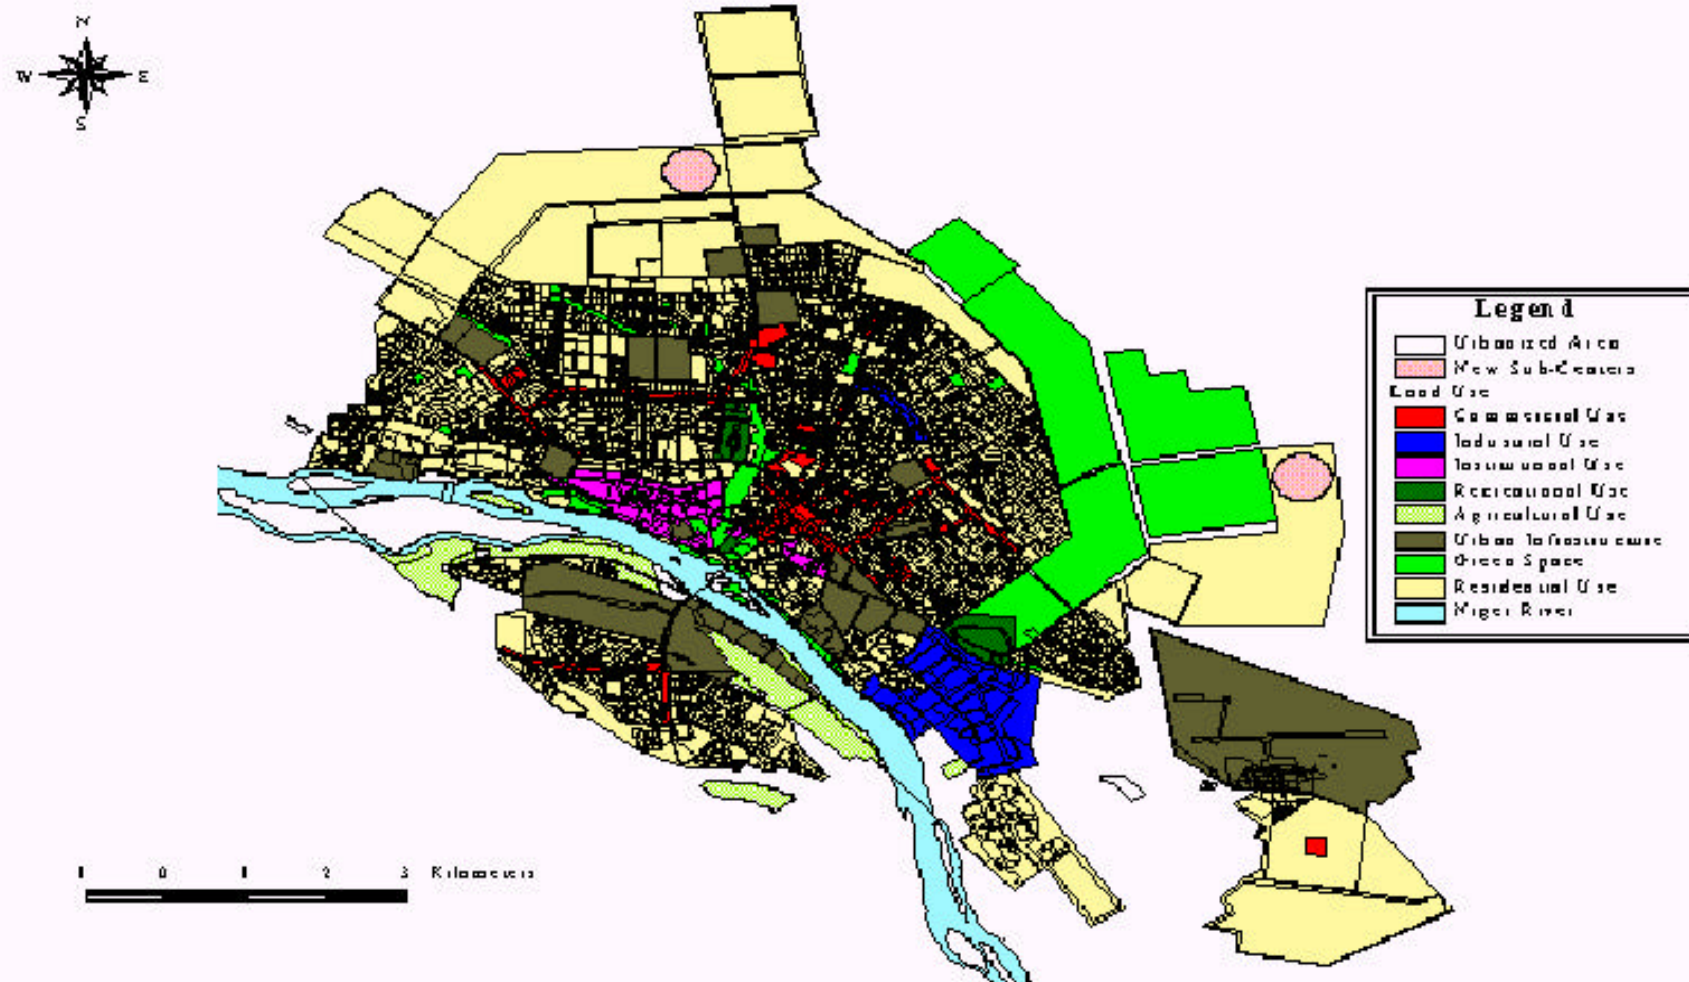 N
W E
S
Legend
Urbanized Area
New Sub-Centers
Land Use
Commercial Use
Industrial Use
Institutional Use
Recreational Use
Agricultural Use
Urban Infrastructure
Green Space
Residential Use
Niger River
1 0 1 2 3 Kilometers